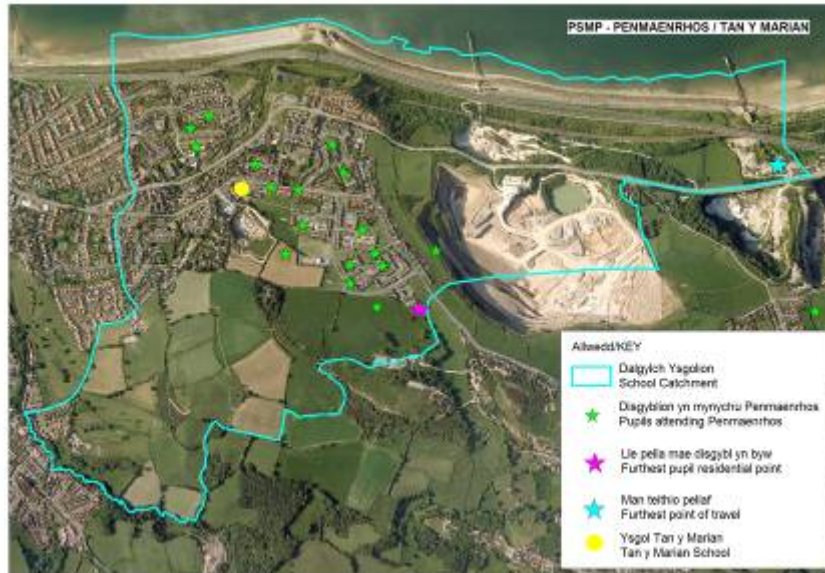 PSMP - PENMAENRHOS / TAN Y MARIAN
Allwedd/KEY
Dalgylch Ysgolion
School Catchment
Disgyblion yn mynychu Penmaenrhos
Pupils attending Penmaenrhos
Lle pella mae disgybl yn byw
Furthest pupil residential point
Man teithio pellaf
Furthest point of travel
Ysgol Tan y Marian
Tan y Marian School